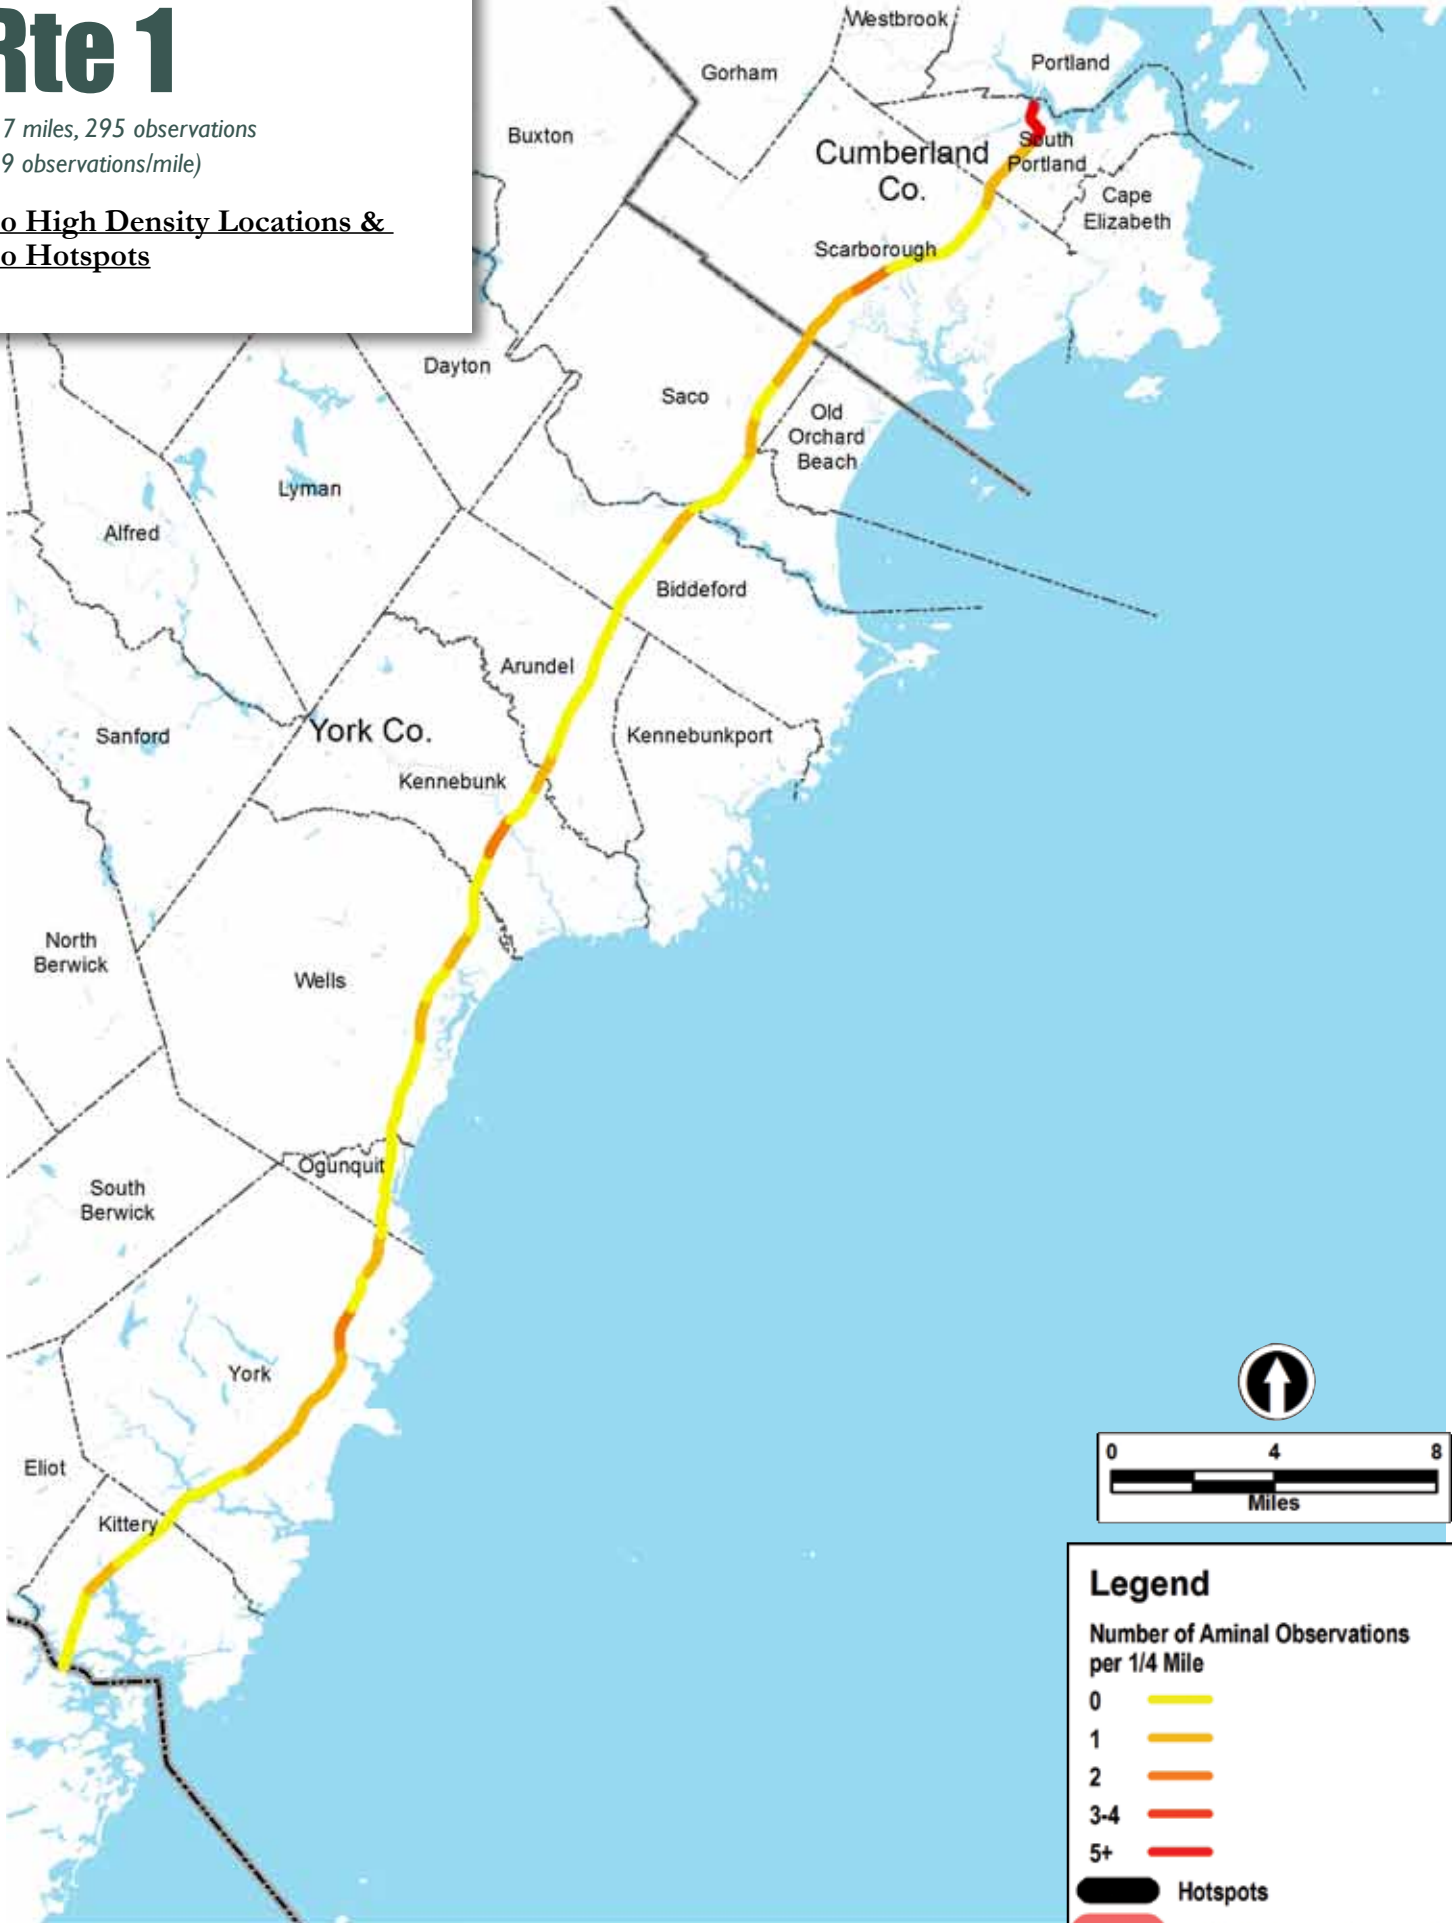 Rte 1
7 miles, 295 observations
9 observations/mile)
o High Density Locations &
o Hotspots
Westbrook
Portland
Gorham
Buxton
Cumberland
Co.
South
Portland
Cape
Elizabeth
Scarborough
Dayton
Saco
Old
Orchard
Beach
Lyman
Alfred
Biddeford
Arundel
York Co.
Sanford
Kennebunkport
Kennebunk
North
Berwick
Wells
Ogunquit
South
Berwick
York
Eliot
Kittery
0 4 8
Miles
Legend
Number of Aminal Observations
per 1/4 Mile
0
1
2
3-4
5+
Hotspots